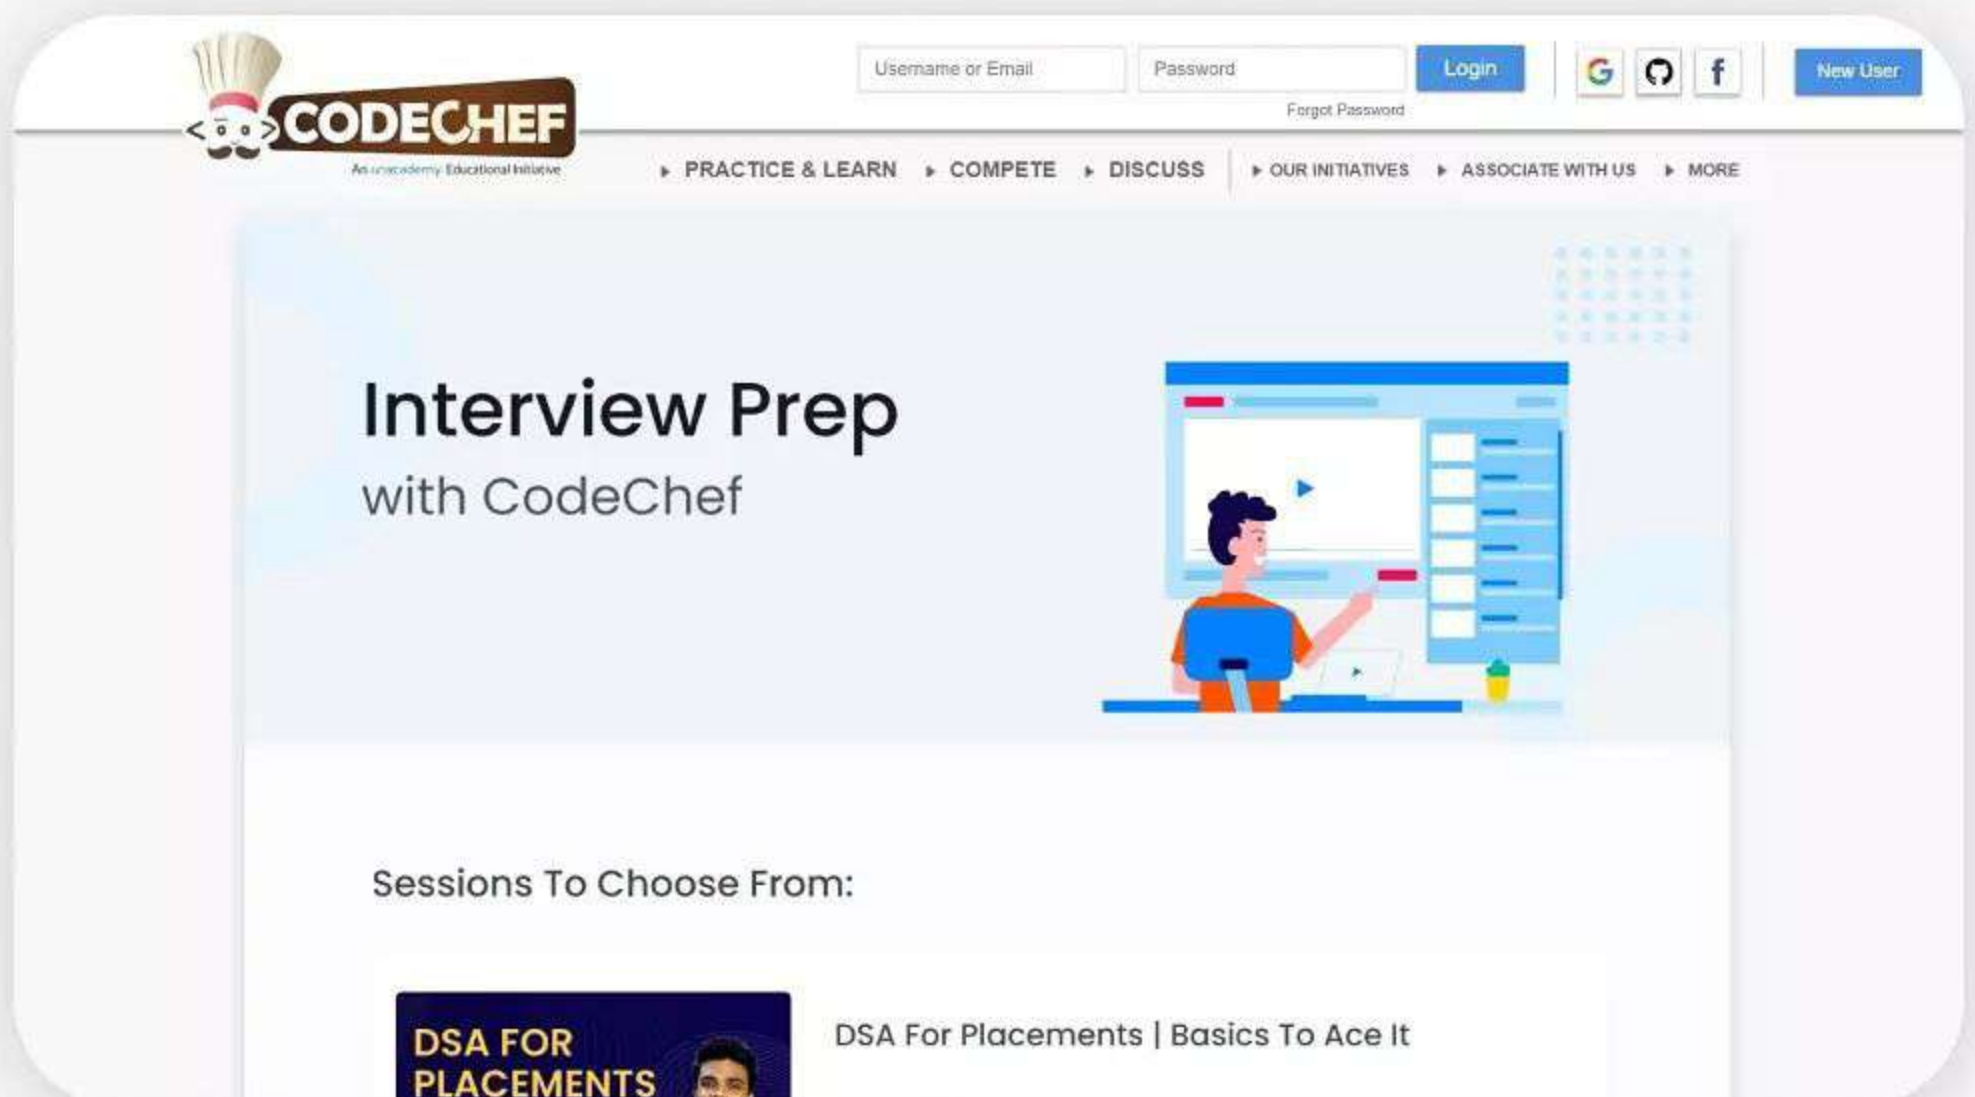 Username or Email
Password
Login
G
f
New User
Forgot Password
CODECHEF
An unacademy Educational Initiative
PRACTICE & LEARN
COMPETE
DISCUSS
OUR INITIATIVES
ASSOCIATE WITH US
MORE
Interview Prep
with CodeChef
Sessions To Choose From:
DSA FOR
PLACEMENTS
DSA For Placements | Basics To Ace It